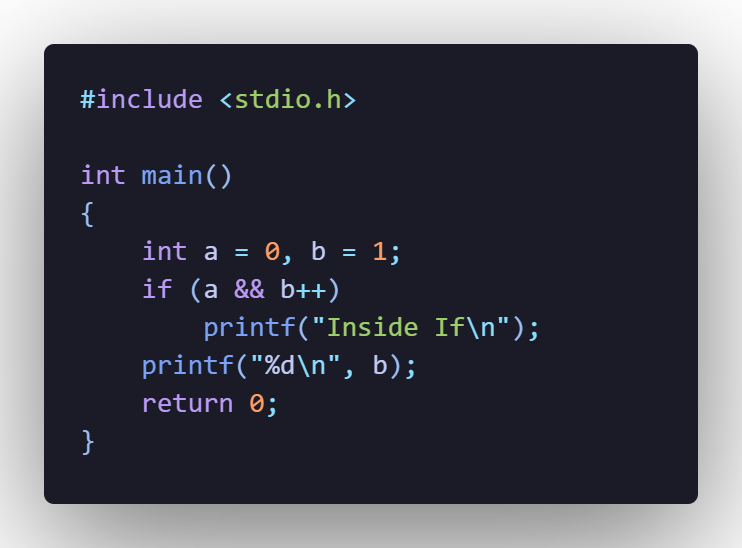 #include <stdio.h>

int main()
{
    int a = 0, b = 1;
    if (a && b++)
        printf("Inside If\n");
    printf("%d\n", b);
    return 0;
}